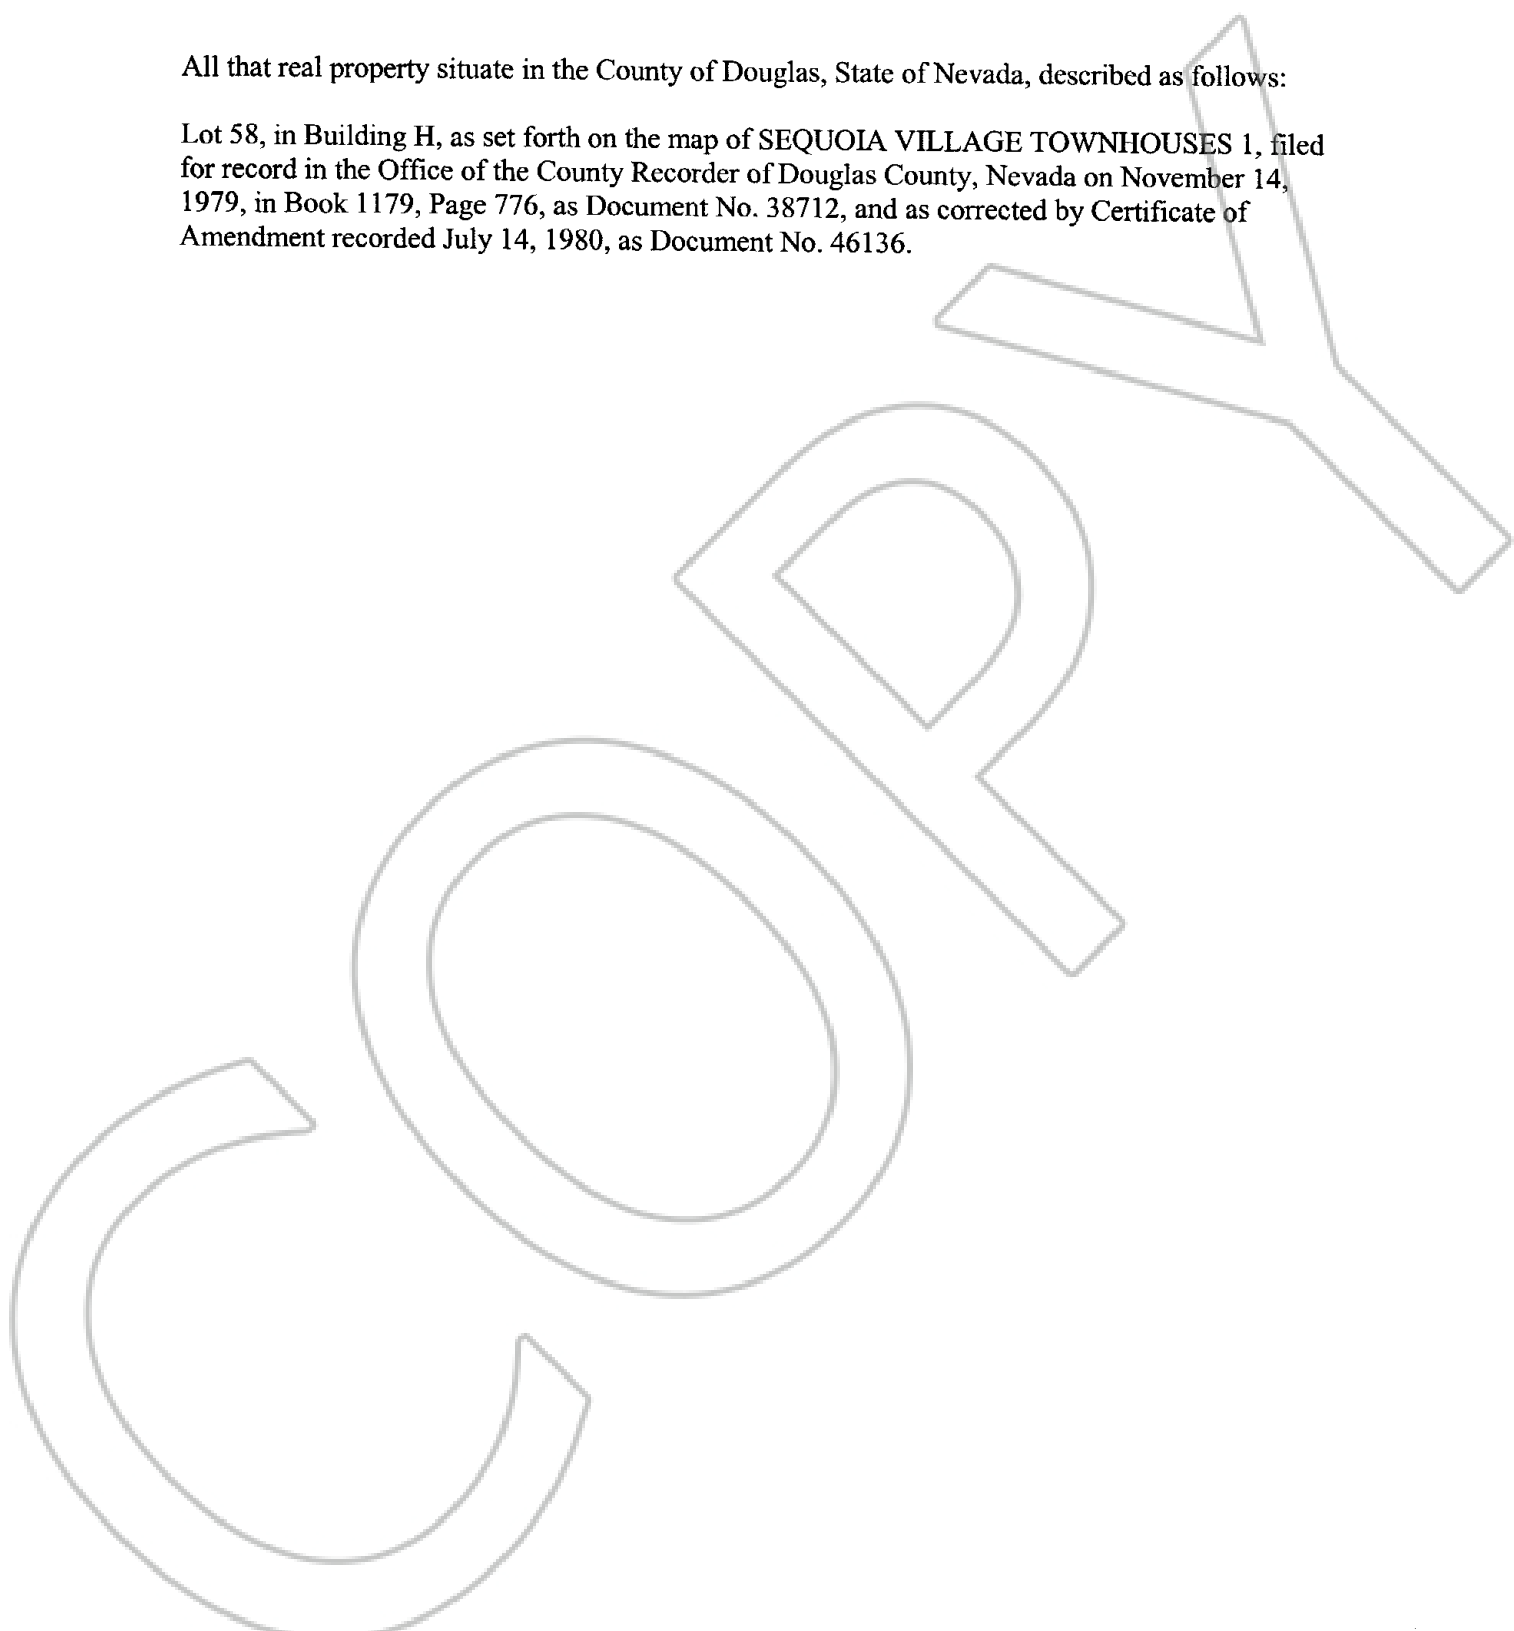 All that real property situate in the County of Douglas, State of Nevada, described as follows:
Lot 58, in Building H, as set forth on the map of SEQUOIA VILLAGE TOWNHOUSES 1, filed
for record in the Office of the County Recorder of Douglas County, Nevada on November 14,
1979, in Book 1179, Page 776, as Document No. 38712, and as corrected by Certificate of
Amendment recorded July 14, 1980, as Document No. 46136.
COPY